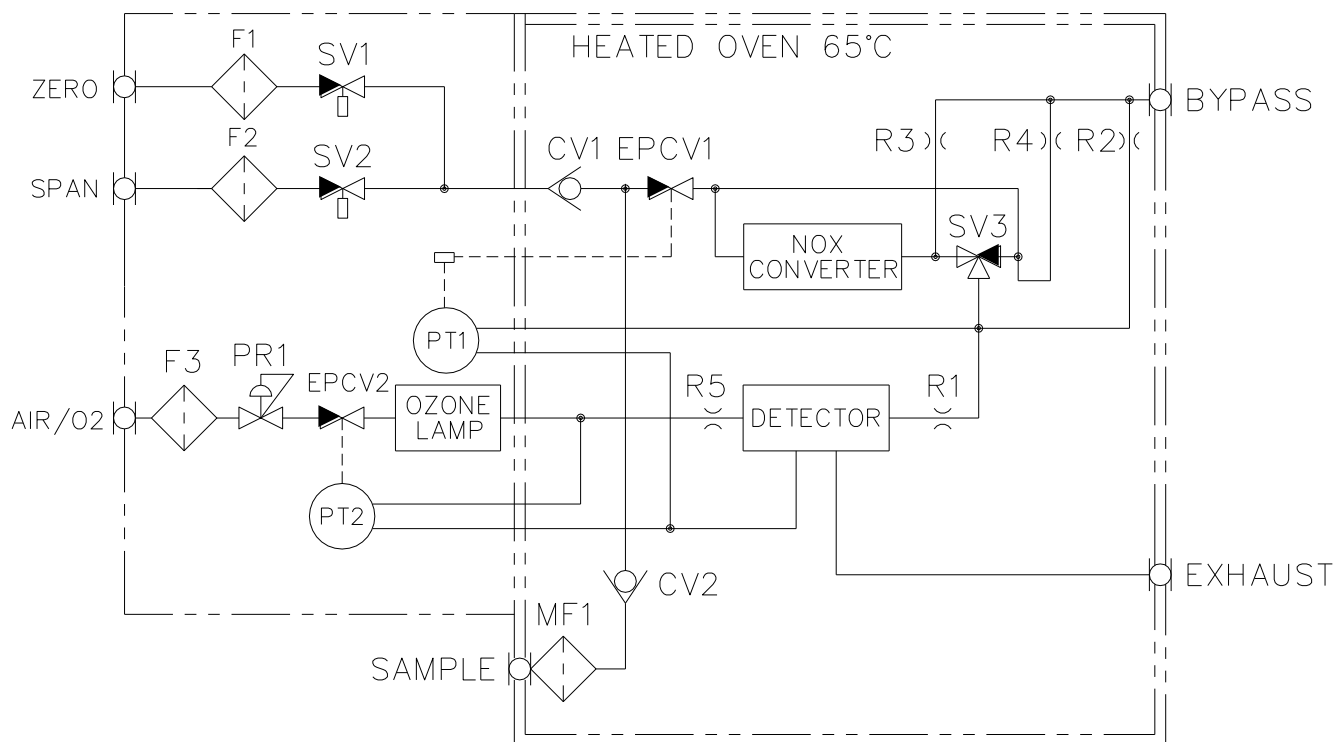 HEATED OVEN 65°C
F1
SV1
ZERO
BYPASS
F2
SV2
CV1
EPCV1
R3
R4
R2
SPAN
SV3
NOX
CONVERTER
PT1
F3
PR1
EPCV2
R5
R1
AIR/O2
OZONE
LAMP
DETECTOR
PT2
CV2
EXHAUST
MF1
SAMPLE